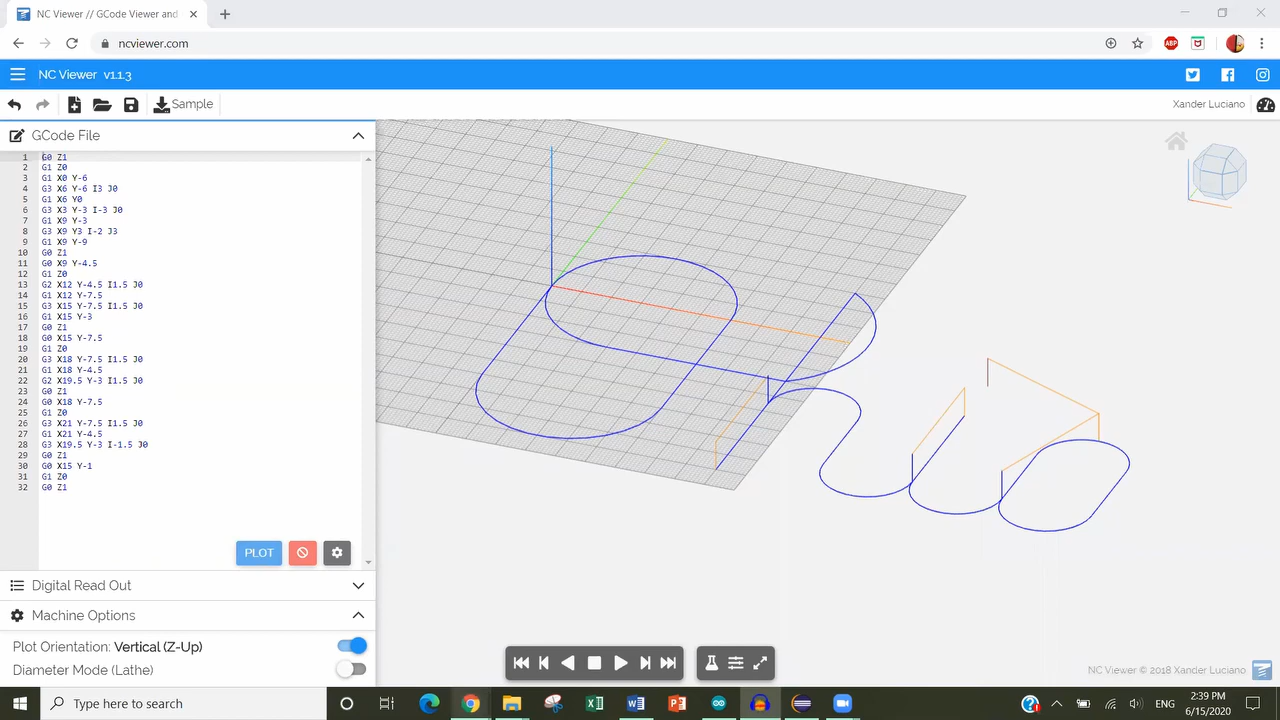 NC Viewer // GCode Viewer and
ncviewer.com
ABP
NC Viewer v1.1.3
Sample
Xander Luciano
GCode File
1 G0 Z1
2 G1 Z0
3 G1 X0 Y-6
4 G3 X6 Y-6 I3 J0
5 G1 X6 Y0
6 G3 X3 Y-3 I-3 J0
7 G1 X9 Y-3
8 G3 X9 Y3 I-2 J3
9 G1 X9 Y-9
10 G0 Z1
11 G0 X9 Y-4.5
12 G1 Z0
13 G2 X12 Y-4.5 I1.5 J0
14 G1 X12 Y-7.5
15 G3 X15 Y-7.5 I1.5 J0
16 G1 X15 Y-3
17 G0 Z1
18 G0 X15 Y-7.5
19 G1 Z0
20 G3 X18 Y-7.5 I1.5 J0
21 G1 X18 Y-4.5
22 G2 X19.5 Y-3 I1.5 J0
23 G0 Z1
24 G0 X18 Y-7.5
25 G1 Z0
26 G3 X21 Y-7.5 I1.5 J0
27 G1 X21 Y-4.5
28 G3 X19.5 Y-3 I-1.5 J0
29 G0 Z1
30 G0 X15 Y-1
31 G1 Z0
32 G0 Z1
PLOT
Digital Read Out
Machine Options
Plot Orientation: Vertical (Z-Up)
Diameter Mode (Lathe)
NC Viewer © 2018 Xander Luciano
Type here to search
2:39 PM
6/15/2020